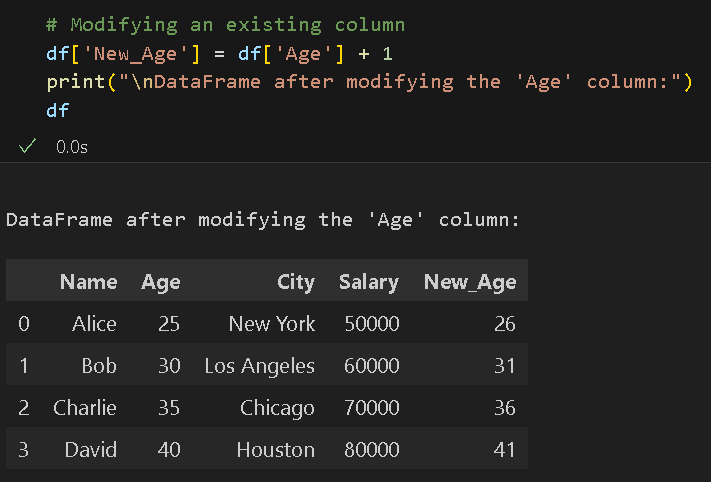 # Modifying an existing column
df['New_Age'] = df['Age'] + 1
print("\nDataFrame after modifying the 'Age' column:")
df
0.0s
DataFrame after modifying the 'Age' column:
Name Age City Salary New_Age
0 Alice 25 New York 50000 26
1 Bob 30 Los Angeles 60000 31
2 Charlie 35 Chicago 70000 36
3 David 40 Houston 80000 41